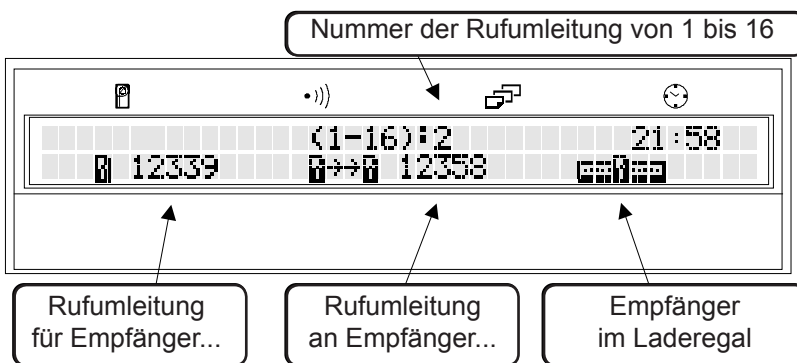 Nummer der Rufumleitung von 1 bis 16
(1-16):2 21:58
12339 →→ 12358
Rufumleitung
für Empfänger...
Rufumleitung
an Empfänger...
Empfänger
im Laderegal